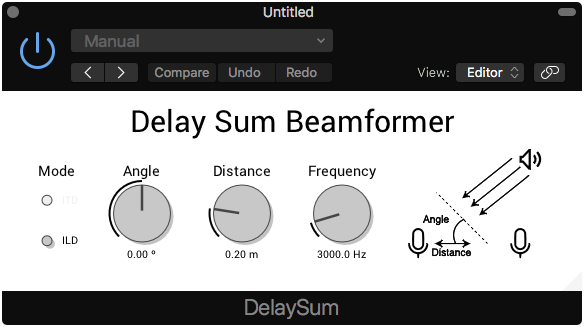 Untitled
Manual
Compare Undo Redo View: Editor
Delay Sum Beamformer
Mode Angle Distance Frequency
ITD
Angle
ILD
Distance
0.00 º 0.20 m 3000.0 Hz
DelaySum